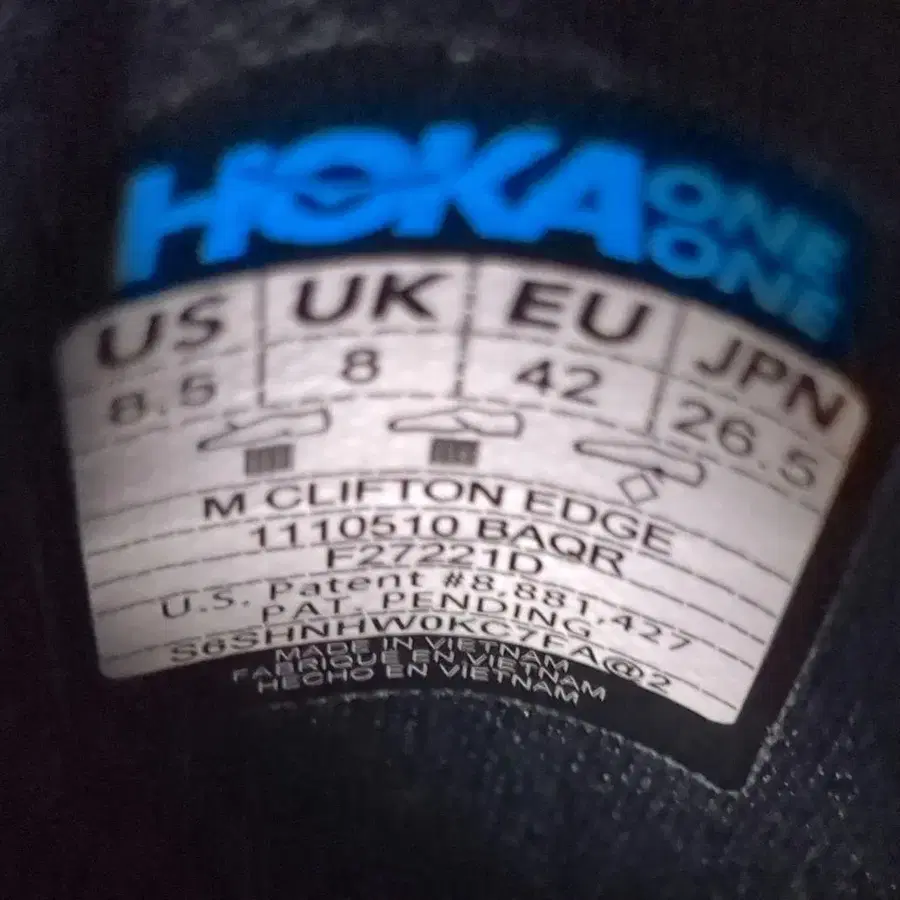 HOKA ONE ONE
US UK EU JPN
8.5 8 42 26.5
M CLIFTON EDGE
1110510 BAQR
F27221D
U.S. Patent #8,881,427
PAT. PENDING
S6SHNHW0KC7FA@2
MADE IN VIETNAM
FABRIQUE EN VIETNAM
HECHO EN VIETNAM